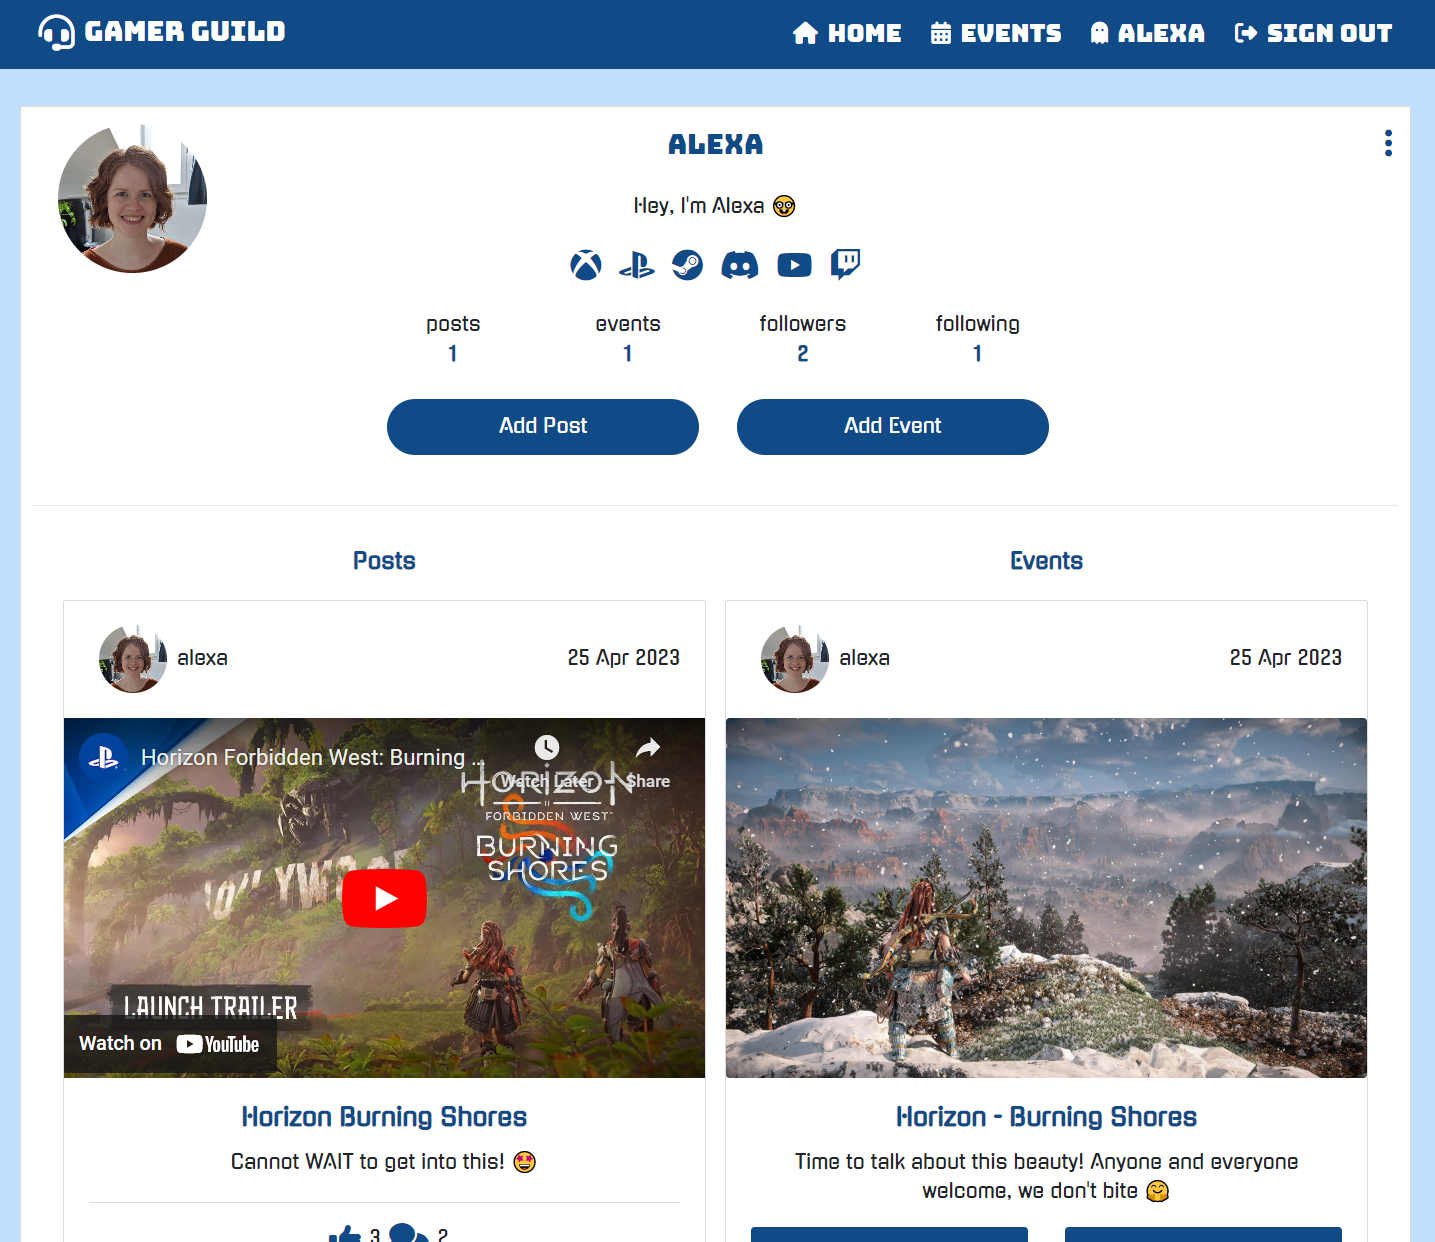 GAMER GUILD
HOME EVENTS ALEXA SIGN OUT
ALEXA
Hey, I'm Alexa 🤓
posts events followers following
1 1 2 1
Add Post Add Event
Posts
alexa 25 Apr 2023
Horizon Forbidden West: Burning ...
Watch Later Share
HORIZON
FORBIDDEN WEST™
BURNING
SHORES
LAUNCH TRAILER
Watch on YouTube
Horizon Burning Shores
Cannot WAIT to get into this! 🤩
3 2
Events
alexa 25 Apr 2023
Horizon - Burning Shores
Time to talk about this beauty! Anyone and everyone
welcome, we don't bite 🤗